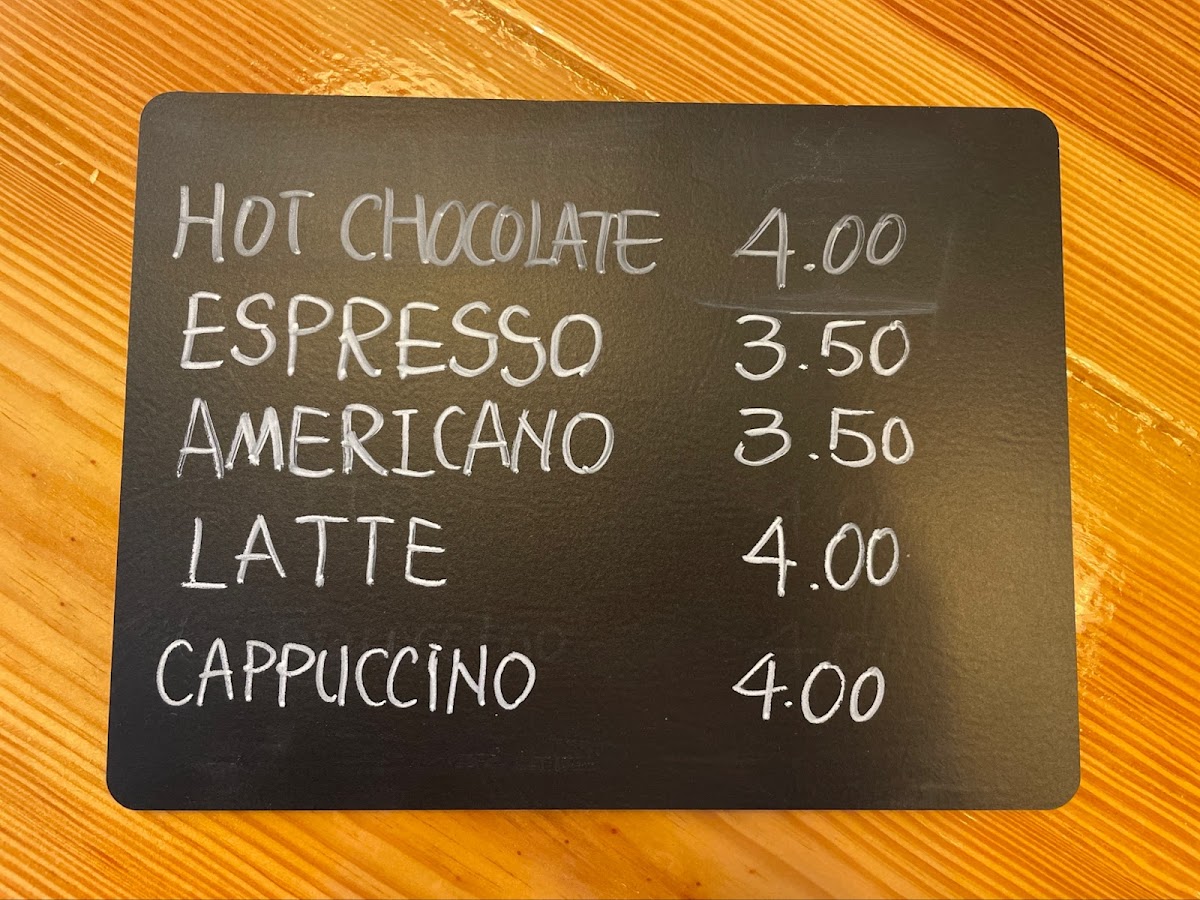 HOT CHOCOLATE 4.00
ESPRESSO 3.50
AMERICANO 3.50
LATTE 4.00
CAPPUCCINO 4.00